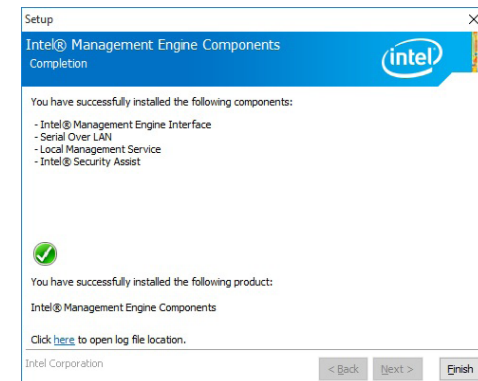 Setup
Intel® Management Engine Components
Completion
intel
You have successfully installed the following components:
- Intel® Management Engine Interface
- Serial Over LAN
- Local Management Service
- Intel® Security Assist
You have successfully installed the following product:
Intel® Management Engine Components
Click here to open log file location.
Intel Corporation
< Back Next > Finish